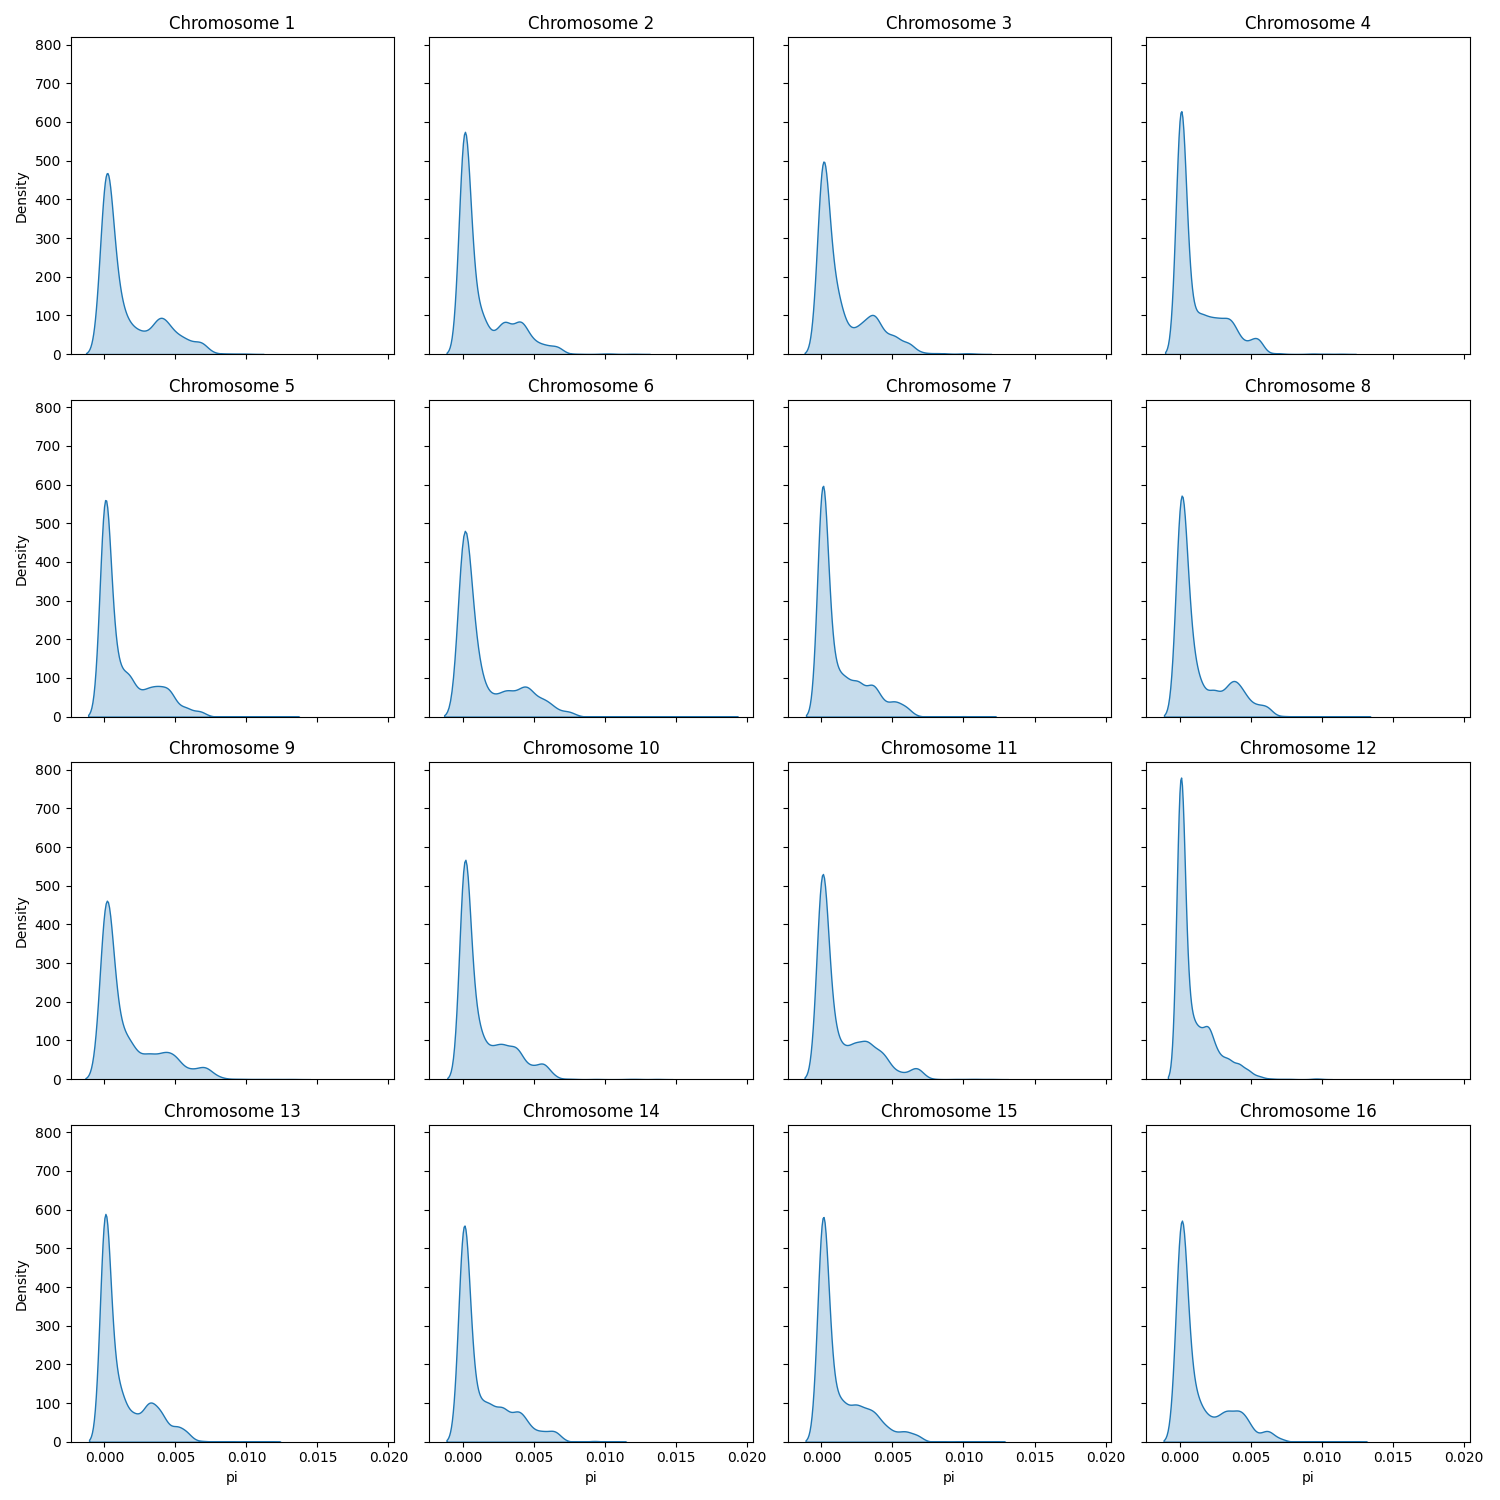 Chromosome 1
Chromosome 2
Chromosome 3
Chromosome 4
800
700
600
500
400
300
200
100
0
Density
Chromosome 5
Chromosome 6
Chromosome 7
Chromosome 8
800
700
600
500
400
300
200
100
0
Density
Chromosome 9
Chromosome 10
Chromosome 11
Chromosome 12
800
700
600
500
400
300
200
100
0
Density
Chromosome 13
Chromosome 14
Chromosome 15
Chromosome 16
800
700
600
500
400
300
200
100
0
Density
0.000 0.005 0.010 0.015 0.020
0.000 0.005 0.010 0.015 0.020
0.000 0.005 0.010 0.015 0.020
0.000 0.005 0.010 0.015 0.020
pi
pi
pi
pi